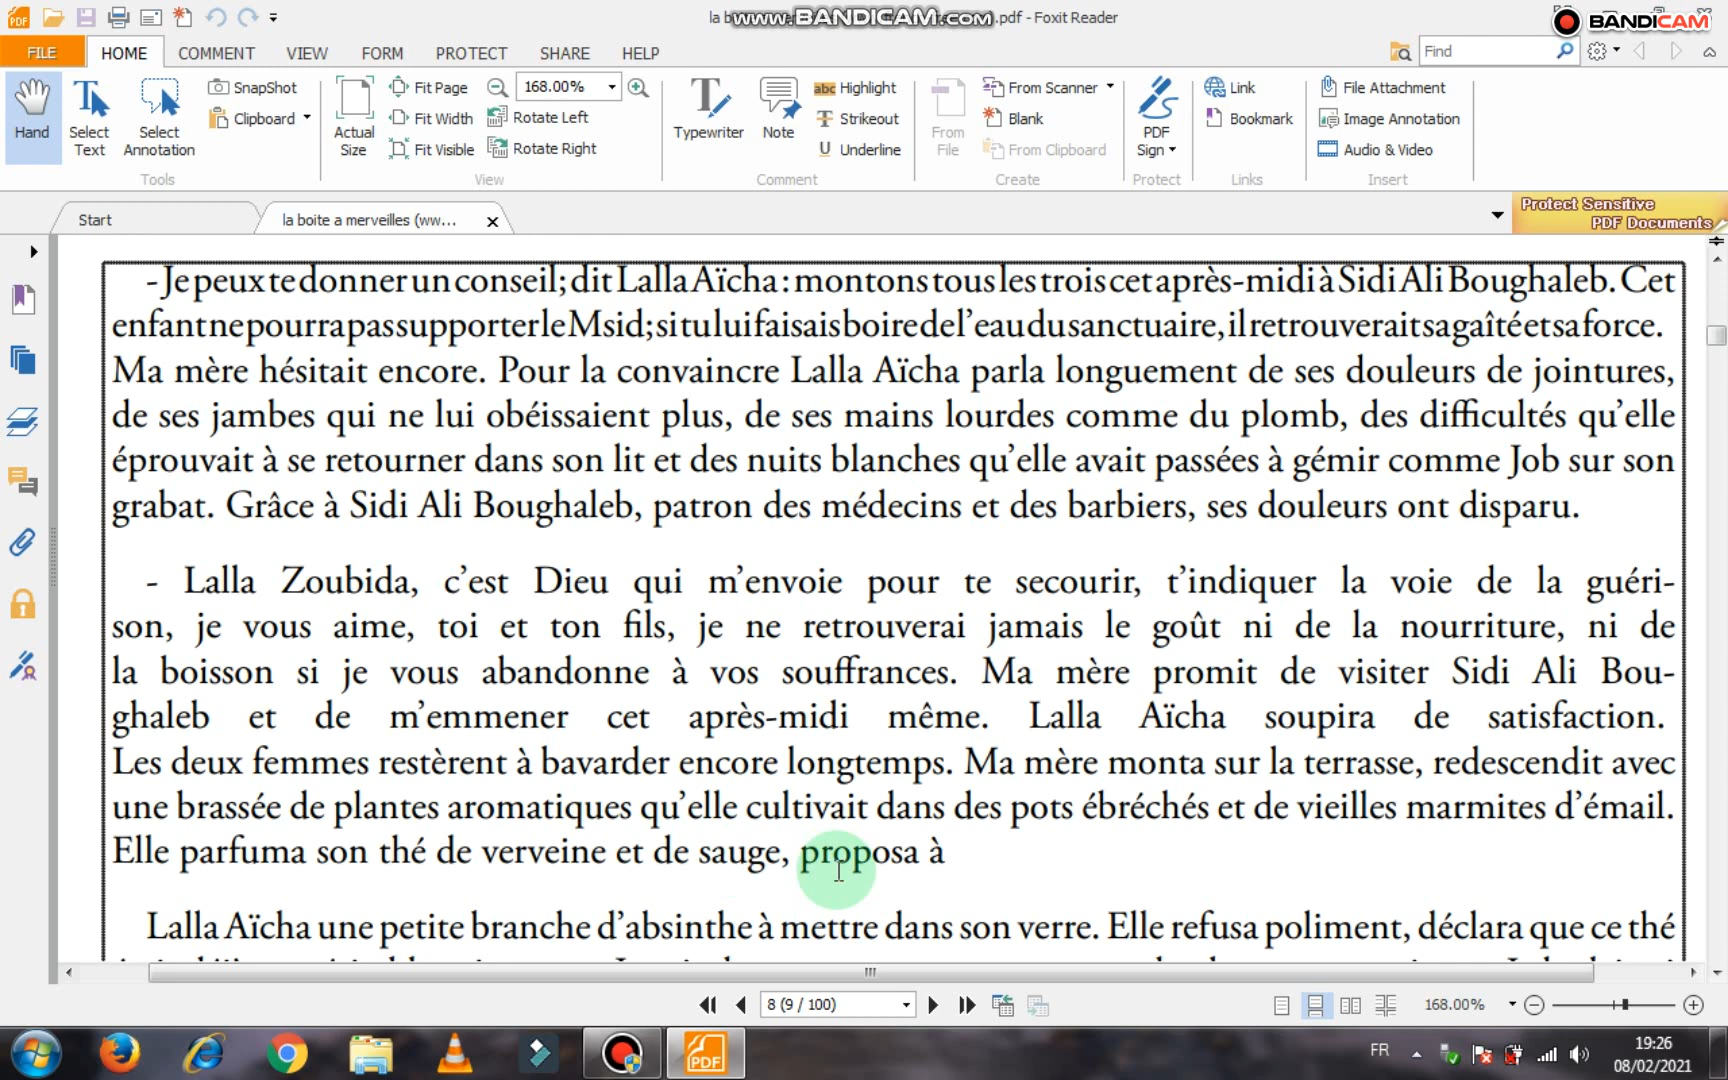 la b www.BANDICAM.com .pdf - Foxit Reader
BANDICAM
FILE HOME COMMENT VIEW FORM PROTECT SHARE HELP
Find
Hand
Select Text
Select Annotation
SnapShot
Clipboard
Tools
Actual Size
Fit Page
Fit Width
Fit Visible
168.00%
Rotate Left
Rotate Right
View
Typewriter
Note
Highlight
Strikeout
Underline
Comment
From File
From Scanner
Blank
From Clipboard
Create
PDF Sign
Protect
Link
Bookmark
Links
File Attachment
Image Annotation
Audio & Video
Insert
Start
la boite a merveilles (ww...
Protect Sensitive
PDF Documents
- Je peux te donner un conseil; dit Lalla Aïcha : montons tous les trois cet après-midi à Sidi Ali Boughaleb. Cet
enfant ne pourra pas supporter le Msid; si tu lui faisais boire de l'eau du sanctuaire, il retrouverait sa gaîté et sa force.
Ma mère hésitait encore. Pour la convaincre Lalla Aïcha parla longuement de ses douleurs de jointures,
de ses jambes qui ne lui obéissaient plus, de ses mains lourdes comme du plomb, des difficultés qu'elle
éprouvait à se retourner dans son lit et des nuits blanches qu'elle avait passées à gémir comme Job sur son
grabat. Grâce à Sidi Ali Boughaleb, patron des médecins et des barbiers, ses douleurs ont disparu.
- Lalla Zoubida, c'est Dieu qui m'envoie pour te secourir, t'indiquer la voie de la guéri-
son, je vous aime, toi et ton fils, je ne retrouverai jamais le goût ni de la nourriture, ni de
la boisson si je vous abandonne à vos souffrances. Ma mère promit de visiter Sidi Ali Bou-
ghaleb et de m'emmener cet après-midi même. Lalla Aïcha soupira de satisfaction.
Les deux femmes restèrent à bavarder encore longtemps. Ma mère monta sur la terrasse, redescendit avec
une brassée de plantes aromatiques qu'elle cultivait dans des pots ébréchés et de vieilles marmites d'émail.
Elle parfuma son thé de verveine et de sauge, proposa à
Lalla Aïcha une petite branche d'absinthe à mettre dans son verre. Elle refusa poliment, déclara que ce thé
8 (9 / 100)
168.00%
FR
19:26
08/02/2021